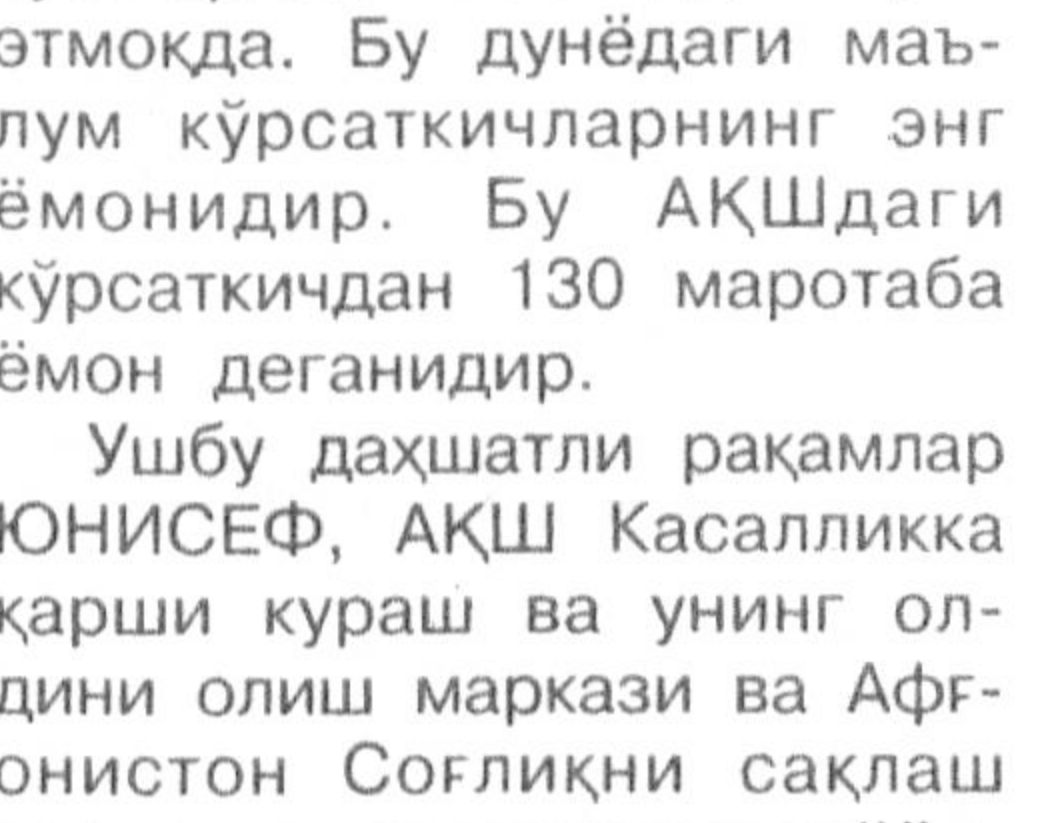 этмоқда. Бу дунёдаги маъ-
лум кўрсаткичларнинг энг
ёмонидир. Бу АҚШдаги
кўрсаткичдан 130 маротаба
ёмон деганидир.
Ушбу даҳшатли рақамлар
ЮНИСЕФ, АҚШ Касалликка
қарши кураш ва унинг ол-
дини олиш маркази ва Афғ-
онистон Соғлиқни сақлаш